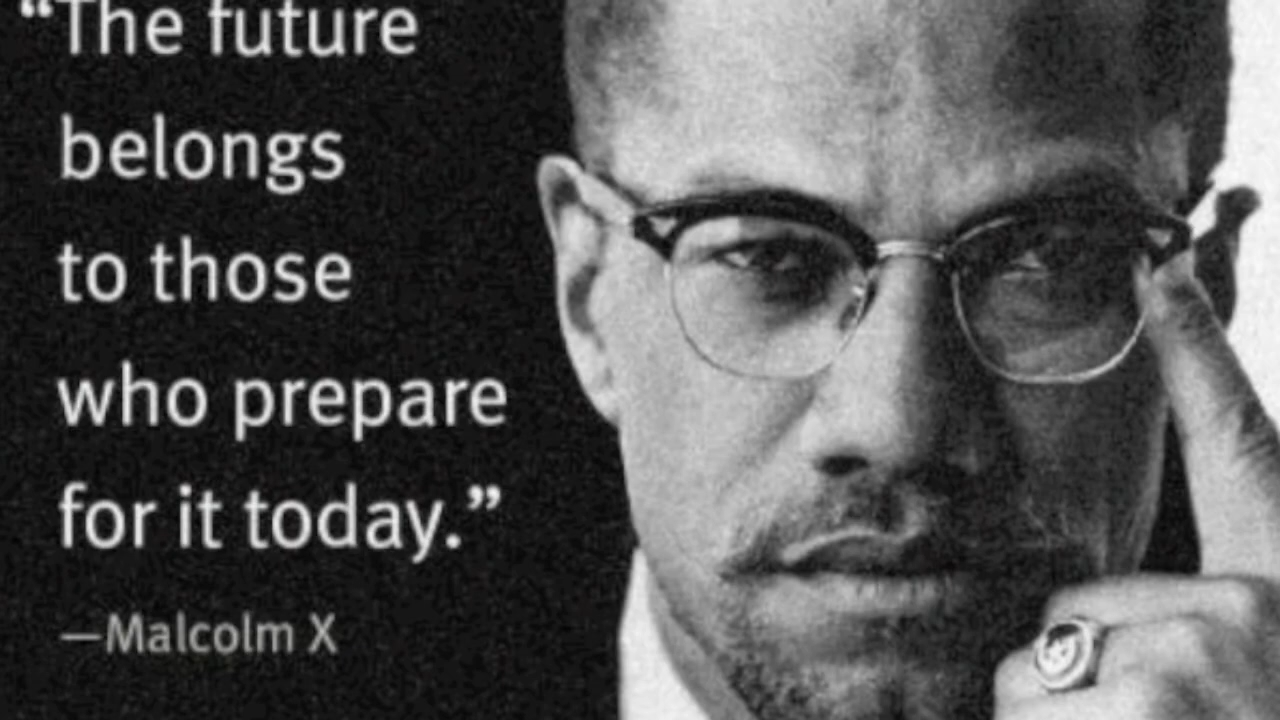 “The future
belongs
to those
who prepare
for it today.”
—Malcolm X